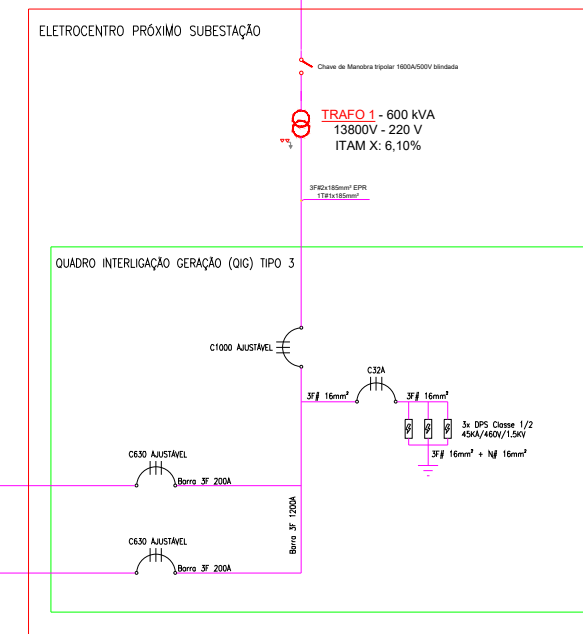 ELETROCENTRO PRÓXIMO SUBESTAÇÃO
Chave de Manobra tripolar 1600A/500V blindada
TRAFO 1 - 600 kVA
13800V - 220 V
ITAM X: 6,10%
3F#2x185mm² EPR
1T#1x185mm²
QUADRO INTERLIGAÇÃO GERAÇÃO (QIG) TIPO 3
C1000 AJUSTÁVEL
C32A
3F# 16mm²
3F# 16mm²
3x DPS Classe 1/2
45KA/460V/1.5KV
3F# 16mm² + N# 16mm²
C630 AJUSTÁVEL
Barra 3F 200A
Barra 3F 1200A
C630 AJUSTÁVEL
Barra 3F 200A